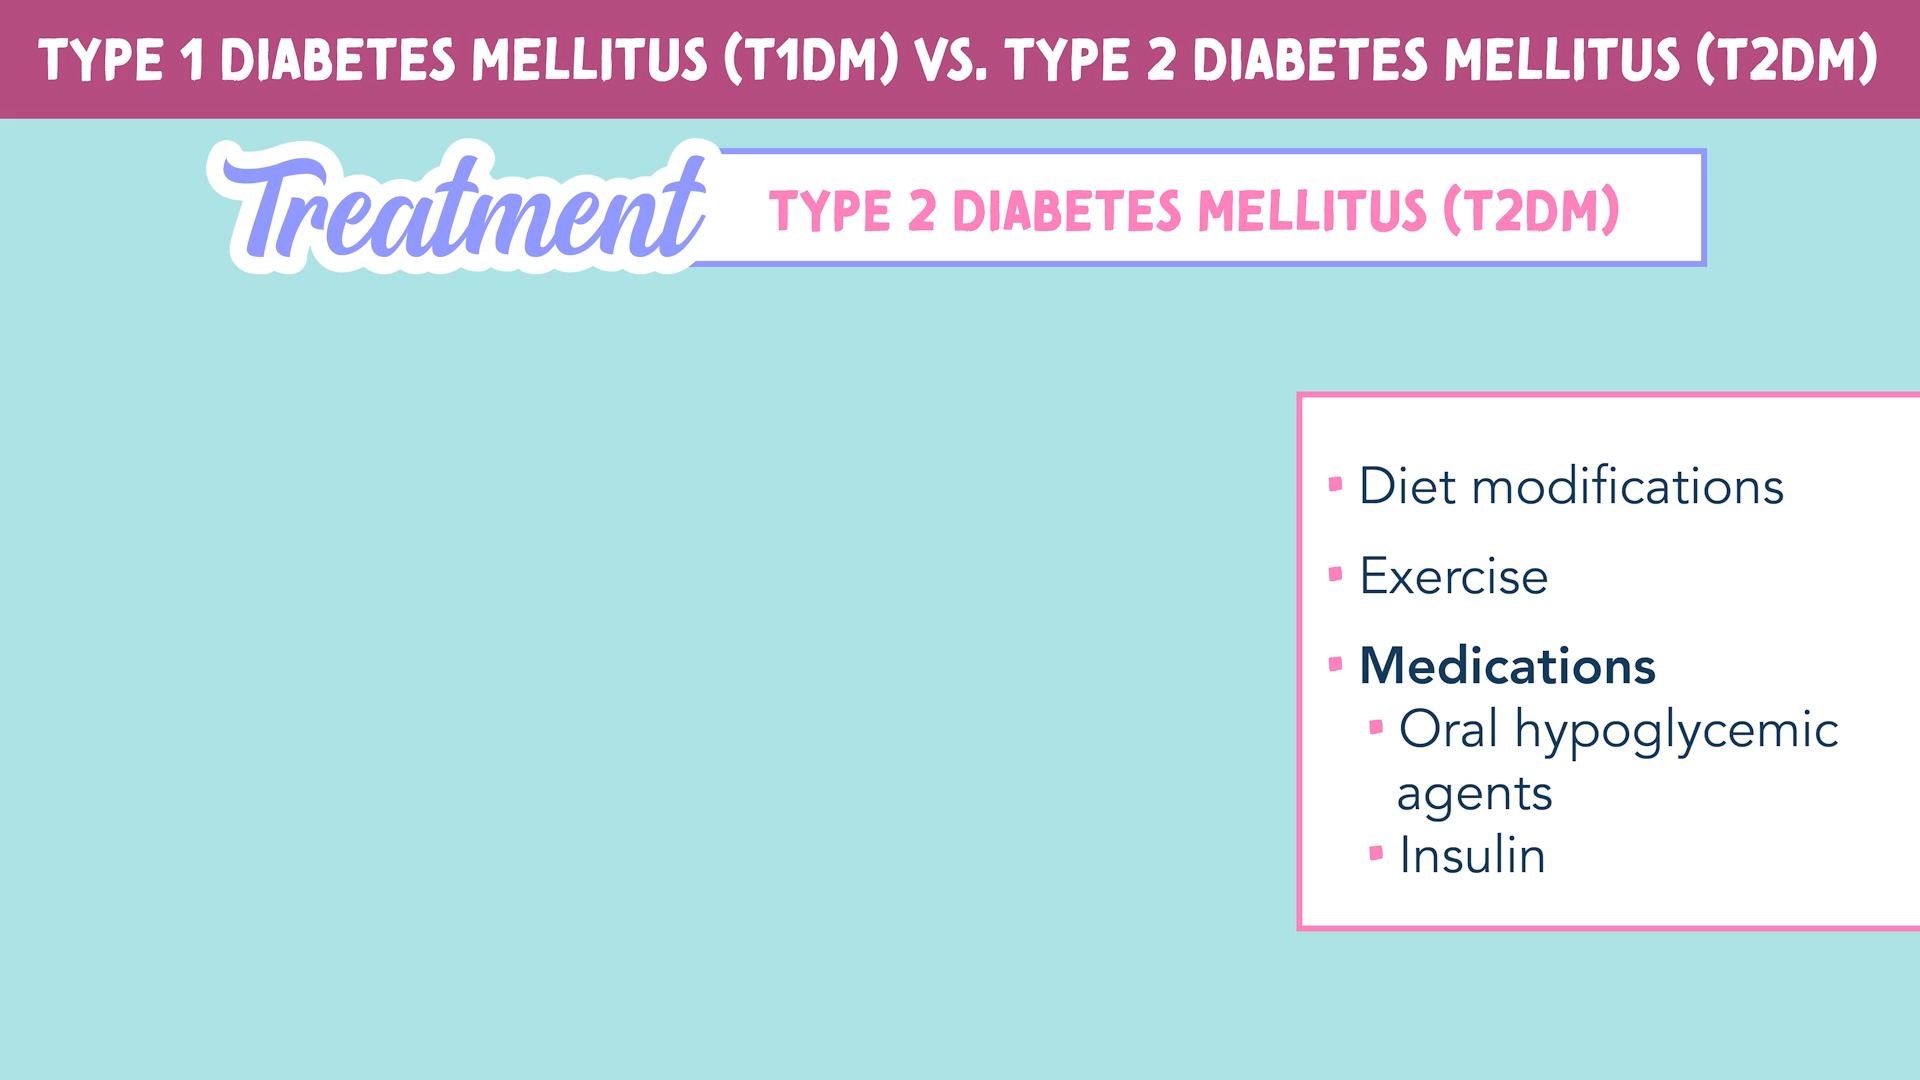 TYPE 1 DIABETES MELLITUS (T1DM) VS. TYPE 2 DIABETES MELLITUS (T2DM)
Treatment TYPE 2 DIABETES MELLITUS (T2DM)
Diet modifications
Exercise
Medications
Oral hypoglycemic
agents
Insulin